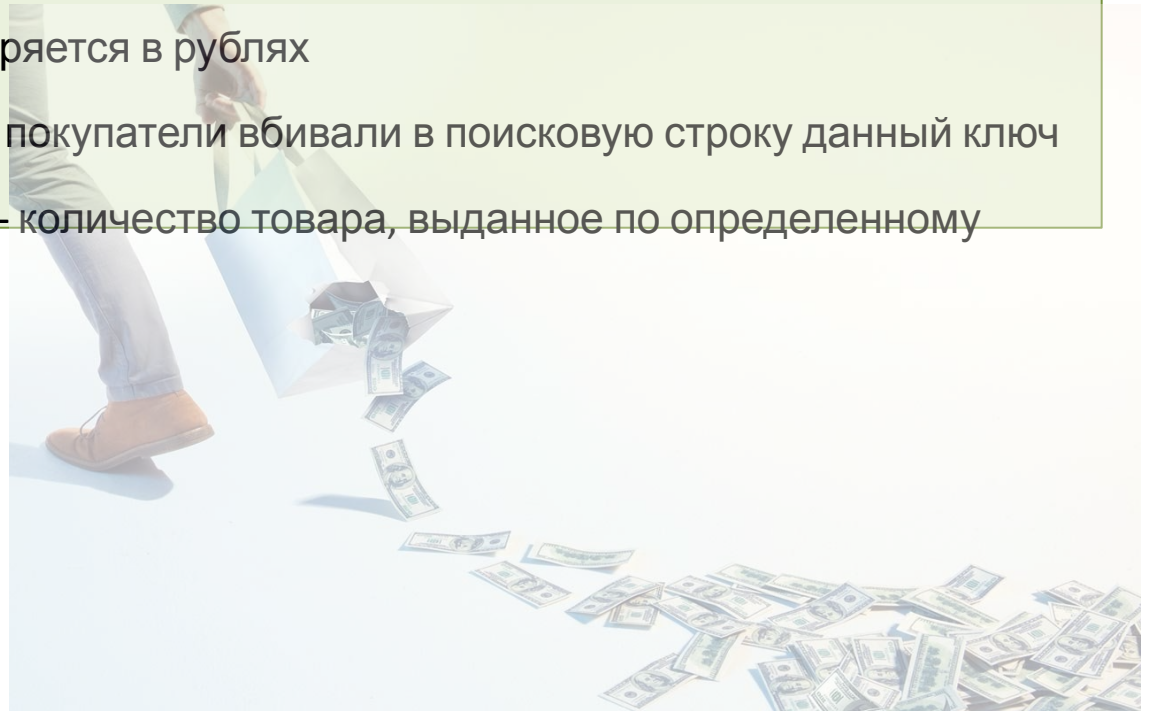 ряется в рублях
покупатели вбивали в поисковую строку данный ключ
– количество товара, выданное по определенному